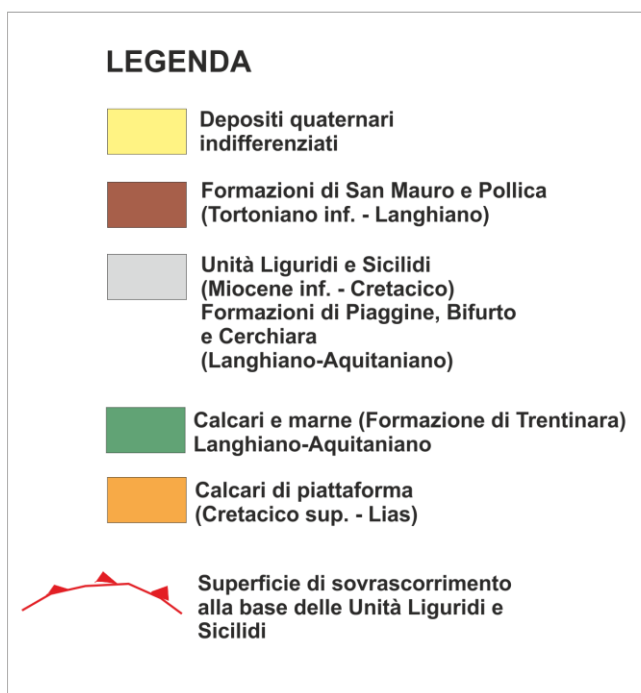 LEGENDA
Depositi quaternari
indifferenziati
Formazioni di San Mauro e Pollica
(Tortoniano inf. - Langhiano)
Unità Liguridi e Sicilidi
(Miocene inf. - Cretacico)
Formazioni di Piaggine, Bifurto
e Cerchiara
(Langhiano-Aquitaniano)
Calcari e marne (Formazione di Trentinara)
Langhiano-Aquitaniano
Calcari di piattaforma
(Cretacico sup. - Lias)
Superficie di sovrascorrimento
alla base delle Unità Liguridi e
Sicilidi